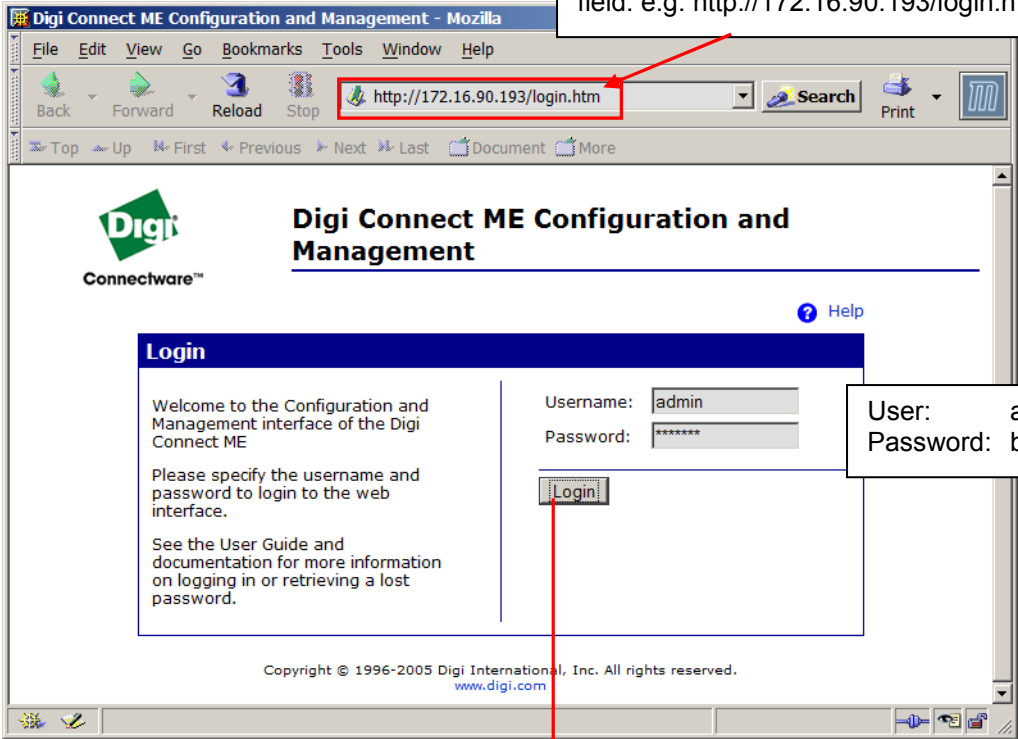 field. e.g. http://172.16.90.193/login.h
Digi Connect ME Configuration and Management - Mozilla
File Edit View Go Bookmarks Tools Window Help
Back Forward Reload Stop http://172.16.90.193/login.htm Search Print
Top Up First Previous Next Last Document More
Digi
Connectware™
Digi Connect ME Configuration and
Management
? Help
Login
Welcome to the Configuration and
Management interface of the Digi
Connect ME
Please specify the username and
password to login to the web
interface.
See the User Guide and
documentation for more information
on logging in or retrieving a lost
password.
Username: admin
Password: *******
Login
User: a
Password: b
Copyright © 1996-2005 Digi International, Inc. All rights reserved.
www.digi.com